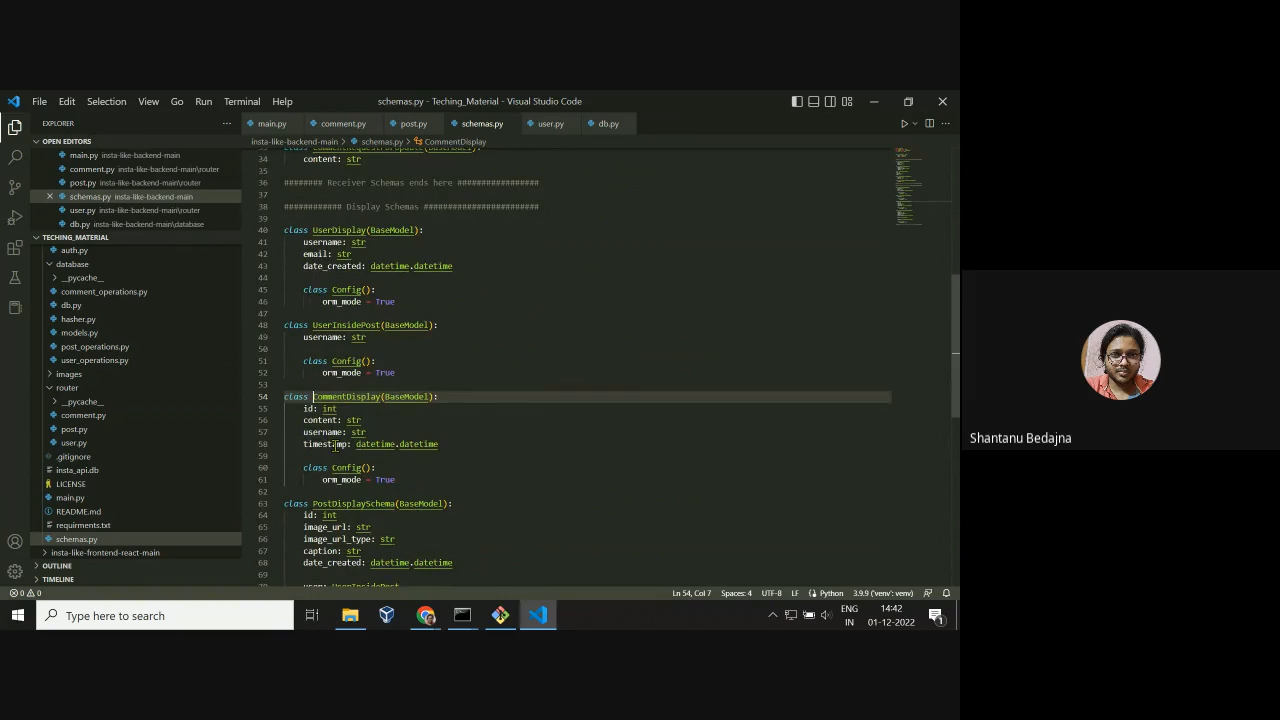 File Edit Selection View Go Run Terminal Help
schemas.py - Teching_Material - Visual Studio Code
EXPLORER
main.py comment.py post.py schemas.py user.py db.py
OPEN EDITORS
main.py insta-like-backend-main
comment.py insta-like-backend-main\router
post.py insta-like-backend-main\router
schemas.py insta-like-backend-main
user.py insta-like-backend-main\router
db.py insta-like-backend-main\database
TECHING_MATERIAL
auth.py
database
__pycache__
comment_operations.py
db.py
hasher.py
models.py
post_operations.py
user_operations.py
images
router
__pycache__
comment.py
post.py
user.py
.gitignore
insta_api.db
LICENSE
main.py
README.md
requirments.txt
schemas.py
insta-like-frontend-react-main
OUTLINE
TIMELINE
insta-like-backend-main > schemas.py > CommentDisplay
34 content: str
35
36 ######## Receiver Schemas ends here #################
37
38 ############ Display Schemas ########################
39
40 class UserDisplay(BaseModel):
41 username: str
42 email: str
43 date_created: datetime.datetime
44
45 class Config():
46 orm_mode = True
47
48 class UserInsidePost(BaseModel):
49 username: str
50
51 class Config():
52 orm_mode = True
53
54 class CommentDisplay(BaseModel):
55 id: int
56 content: str
57 username: str
58 timestamp: datetime.datetime
59
60 class Config():
61 orm_mode = True
62
63 class PostDisplaySchema(BaseModel):
64 id: int
65 image_url: str
66 image_url_type: str
67 caption: str
68 date_created: datetime.datetime
69
user: UserInsidePost
0 0
Ln 54, Col 7 Spaces: 4 UTF-8 LF Python 3.9.9 ('venv': venv)
Type here to search
ENG
IN
14:42
01-12-2022
1
Shantanu Bedajna